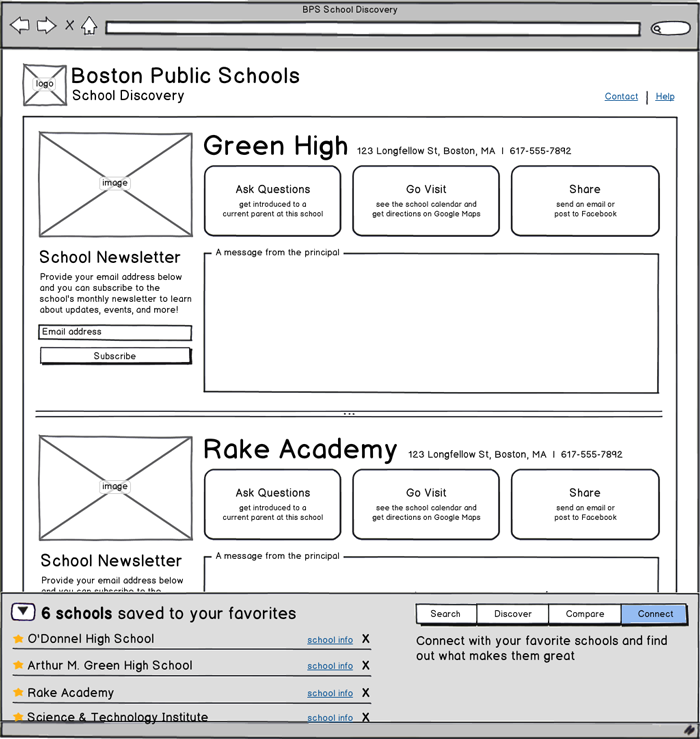 BPS School Discovery
logo
Boston Public Schools
School Discovery
Contact | Help
image
Green High 123 Longfellow St, Boston, MA | 617-555-7892
Ask Questions
get introduced to a
current parent at this school
Go Visit
see the school calendar and
get directions on Google Maps
Share
send an email or
post to Facebook
School Newsletter
Provide your email address below
and you can subscribe to the
school's monthly newsletter to learn
about updates, events, and more!
Email address
Subscribe
A message from the principal
image
Rake Academy 123 Longfellow St, Boston, MA | 617-555-7892
Ask Questions
get introduced to a
current parent at this school
Go Visit
see the school calendar and
get directions on Google Maps
Share
send an email or
post to Facebook
School Newsletter
Provide your email address below
and you can subscribe to the
A message from the principal
6 schools saved to your favorites
O'Donnel High School school info X
Arthur M. Green High School school info X
Rake Academy school info X
Science & Technology Institute school info X
Search Discover Compare Connect
Connect with your favorite schools and find
out what makes them great